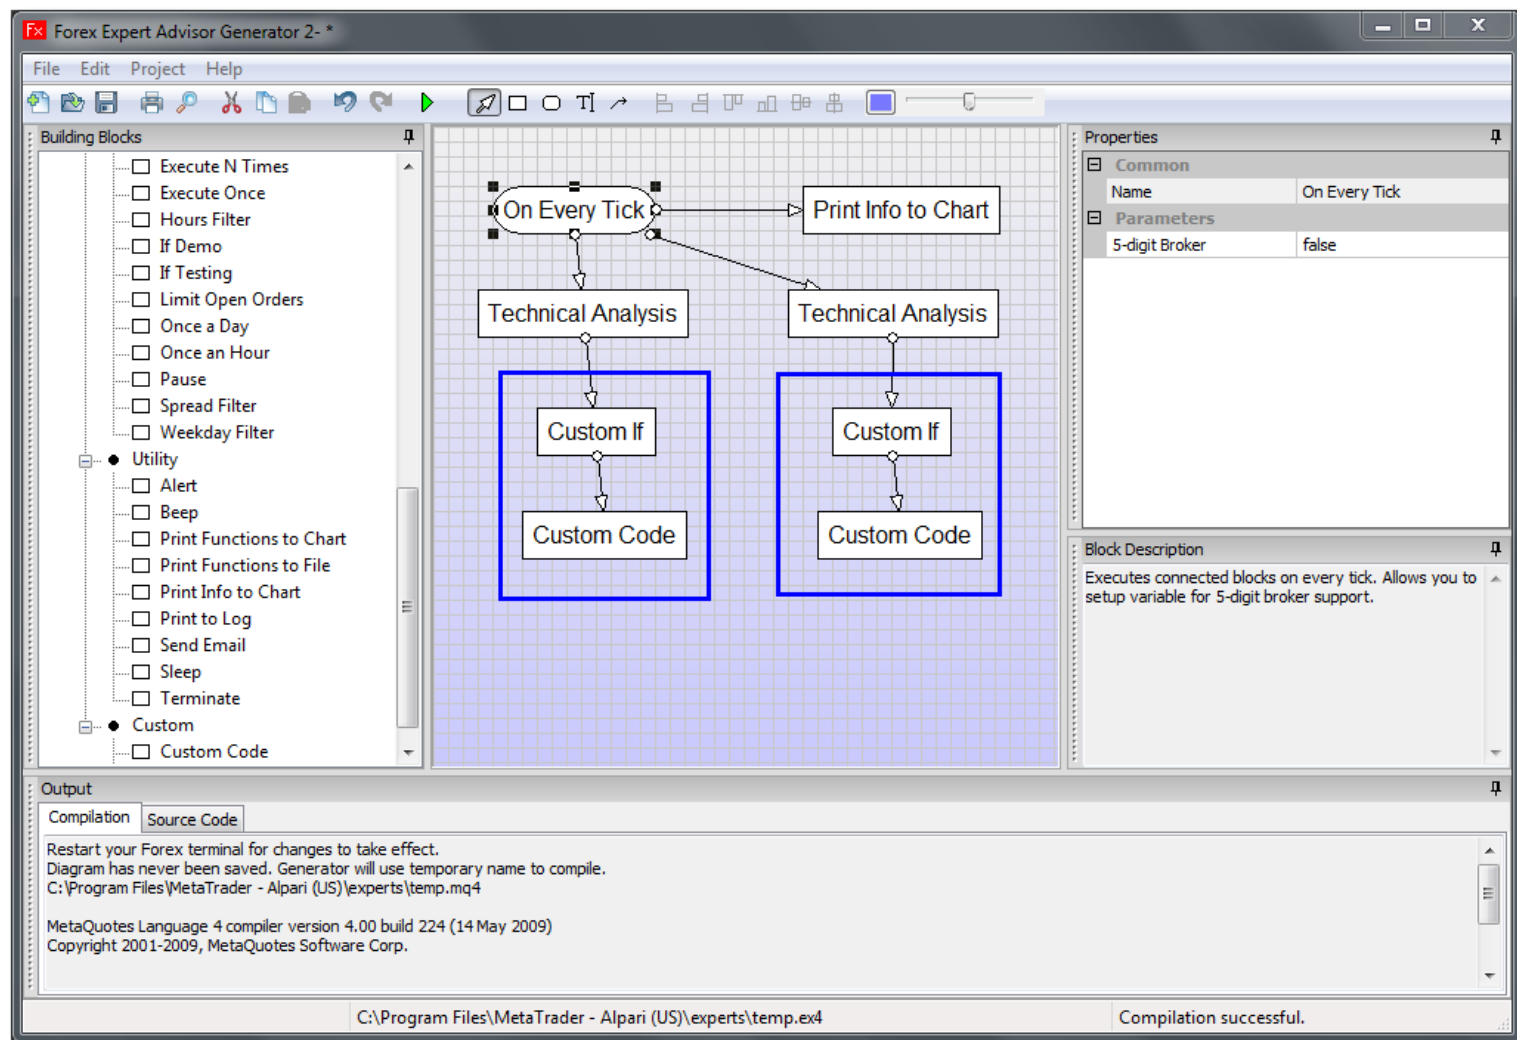 Fx Forex Expert Advisor Generator 2- *
File Edit Project Help
Building Blocks
Execute N Times
Execute Once
Hours Filter
If Demo
If Testing
Limit Open Orders
Once a Day
Once an Hour
Pause
Spread Filter
Weekday Filter
Utility
Alert
Beep
Print Functions to Chart
Print Functions to File
Print Info to Chart
Print to Log
Send Email
Sleep
Terminate
Custom
Custom Code
On Every Tick
Print Info to Chart
Technical Analysis
Technical Analysis
Custom If
Custom If
Custom Code
Custom Code
Properties
Common
Name On Every Tick
Parameters
5-digit Broker false
Block Description
Executes connected blocks on every tick. Allows you to
setup variable for 5-digit broker support.
Output
Compilation Source Code
Restart your Forex terminal for changes to take effect.
Diagram has never been saved. Generator will use temporary name to compile.
C:\Program Files\MetaTrader - Alpari (US)\experts\temp.mq4
MetaQuotes Language 4 compiler version 4.00 build 224 (14 May 2009)
Copyright 2001-2009, MetaQuotes Software Corp.
C:\Program Files\MetaTrader - Alpari (US)\experts\temp.ex4
Compilation successful.